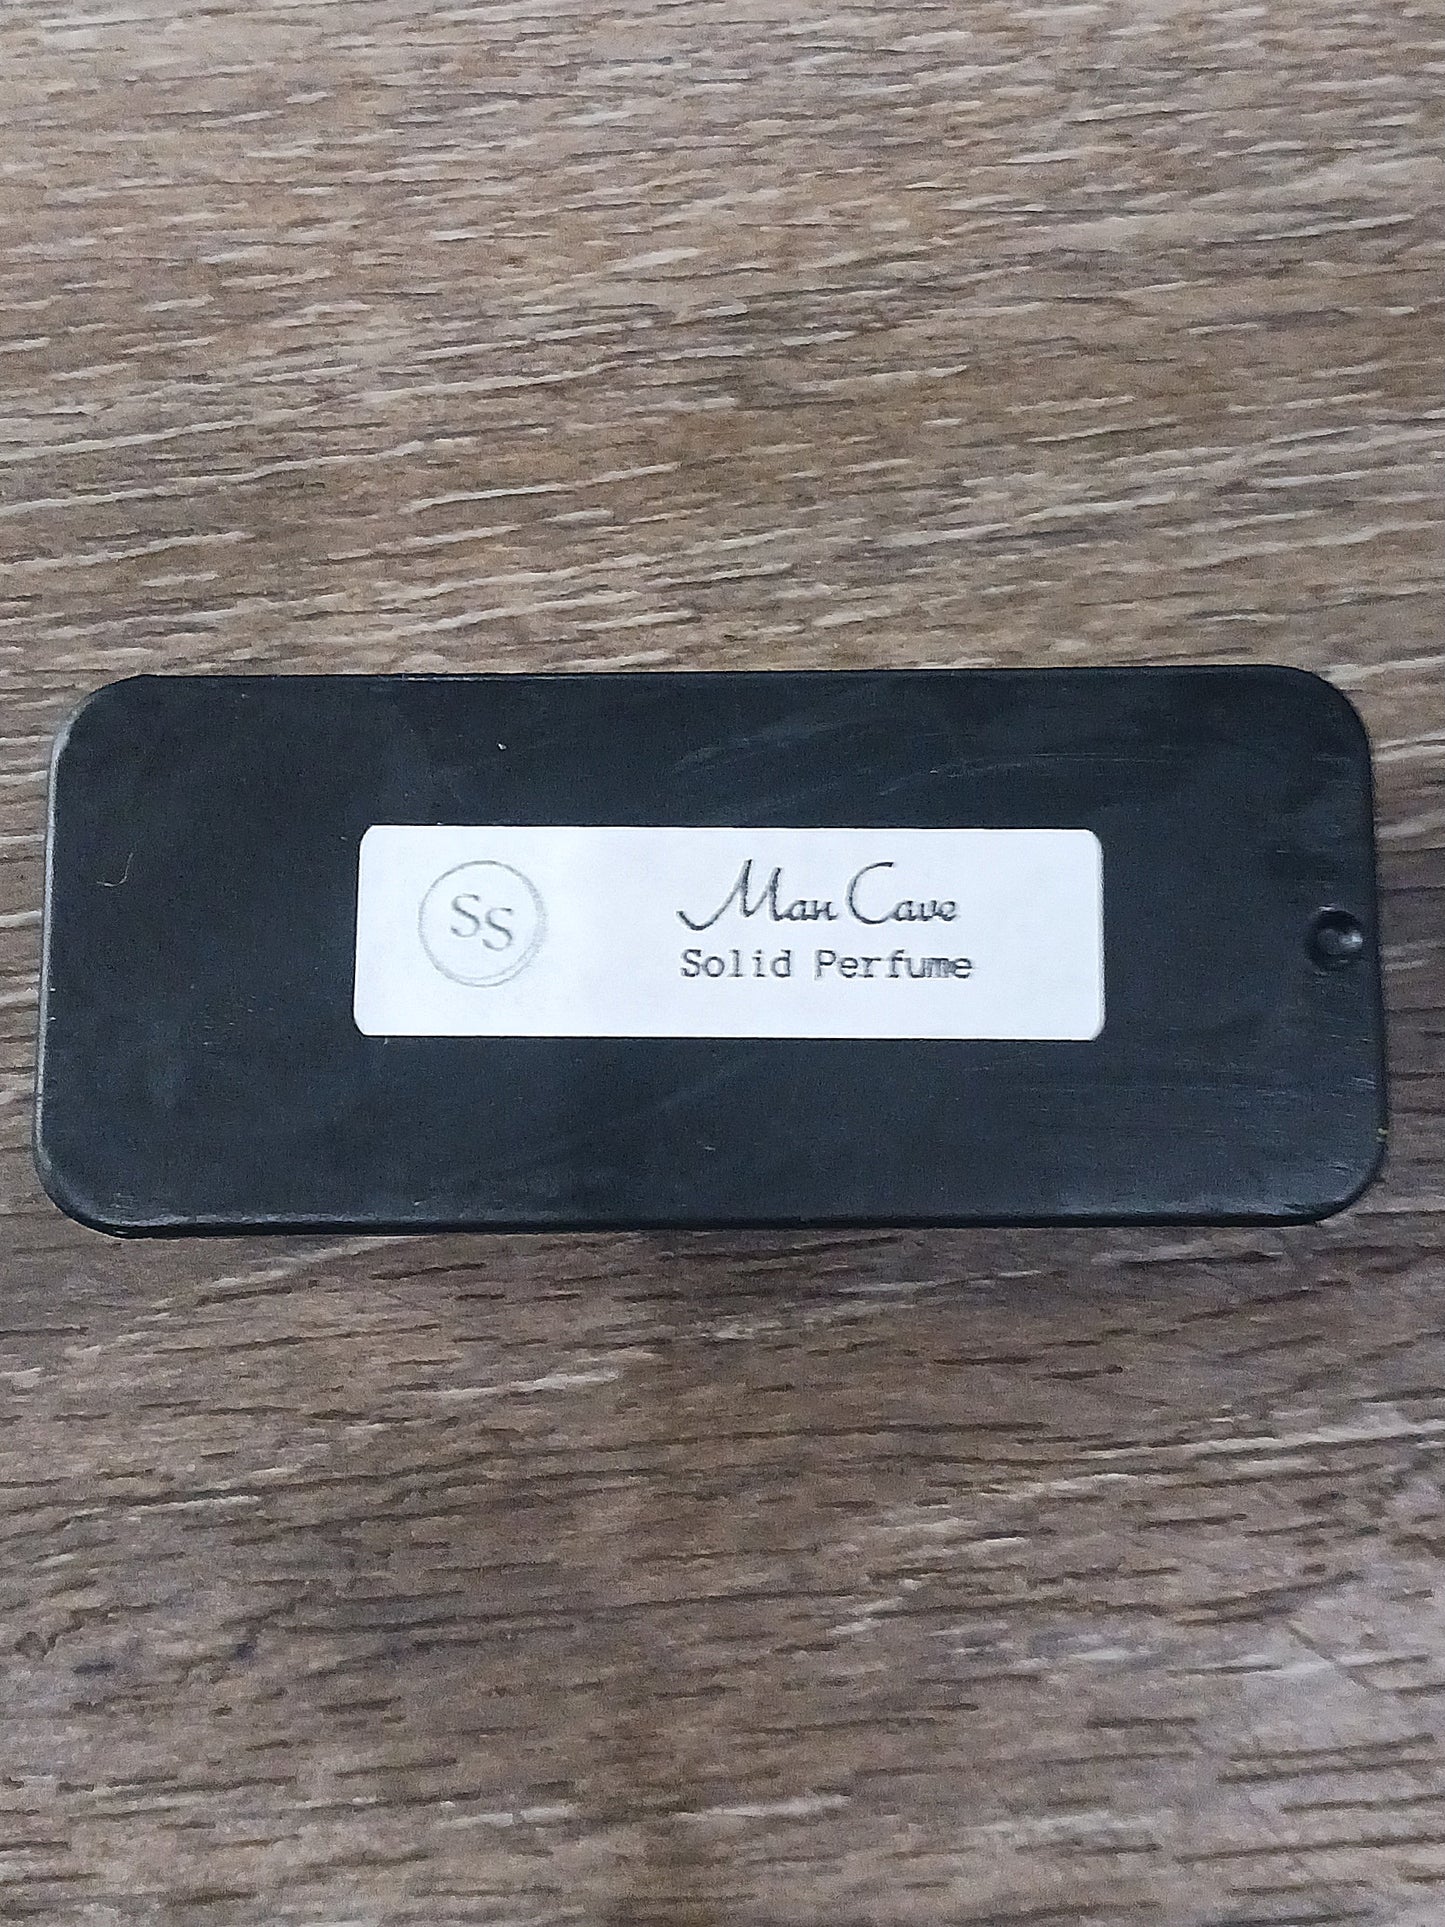 SS
Man Cave
Solid Perfume